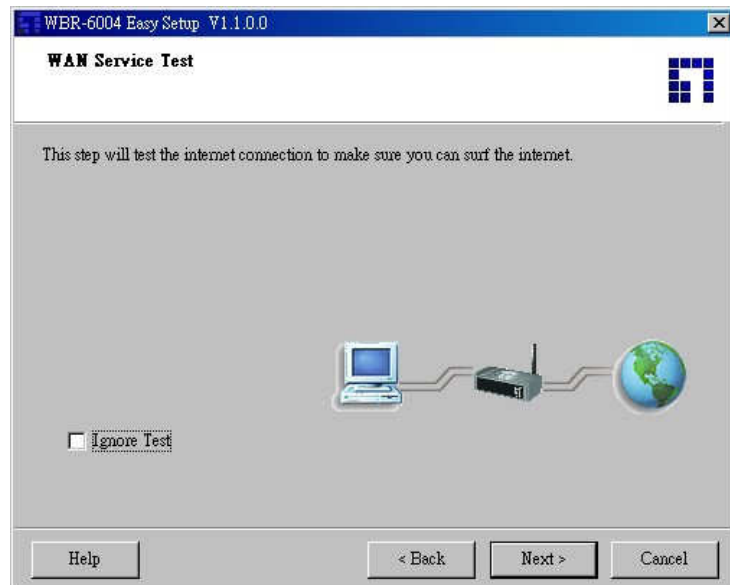 WBR-6004 Easy Setup V1.1.0.0
WAN Service Test
This step will test the internet connection to make sure you can surf the internet.
Ignore Test
Help
< Back
Next >
Cancel